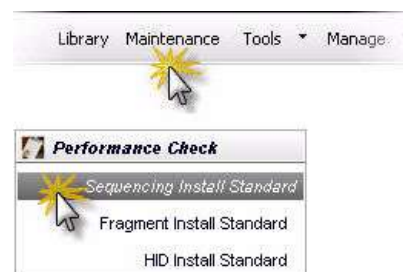 Library Maintenance Tools Manage
Performance Check
Sequencing Install Standard
Fragment Install Standard
HID Install Standard